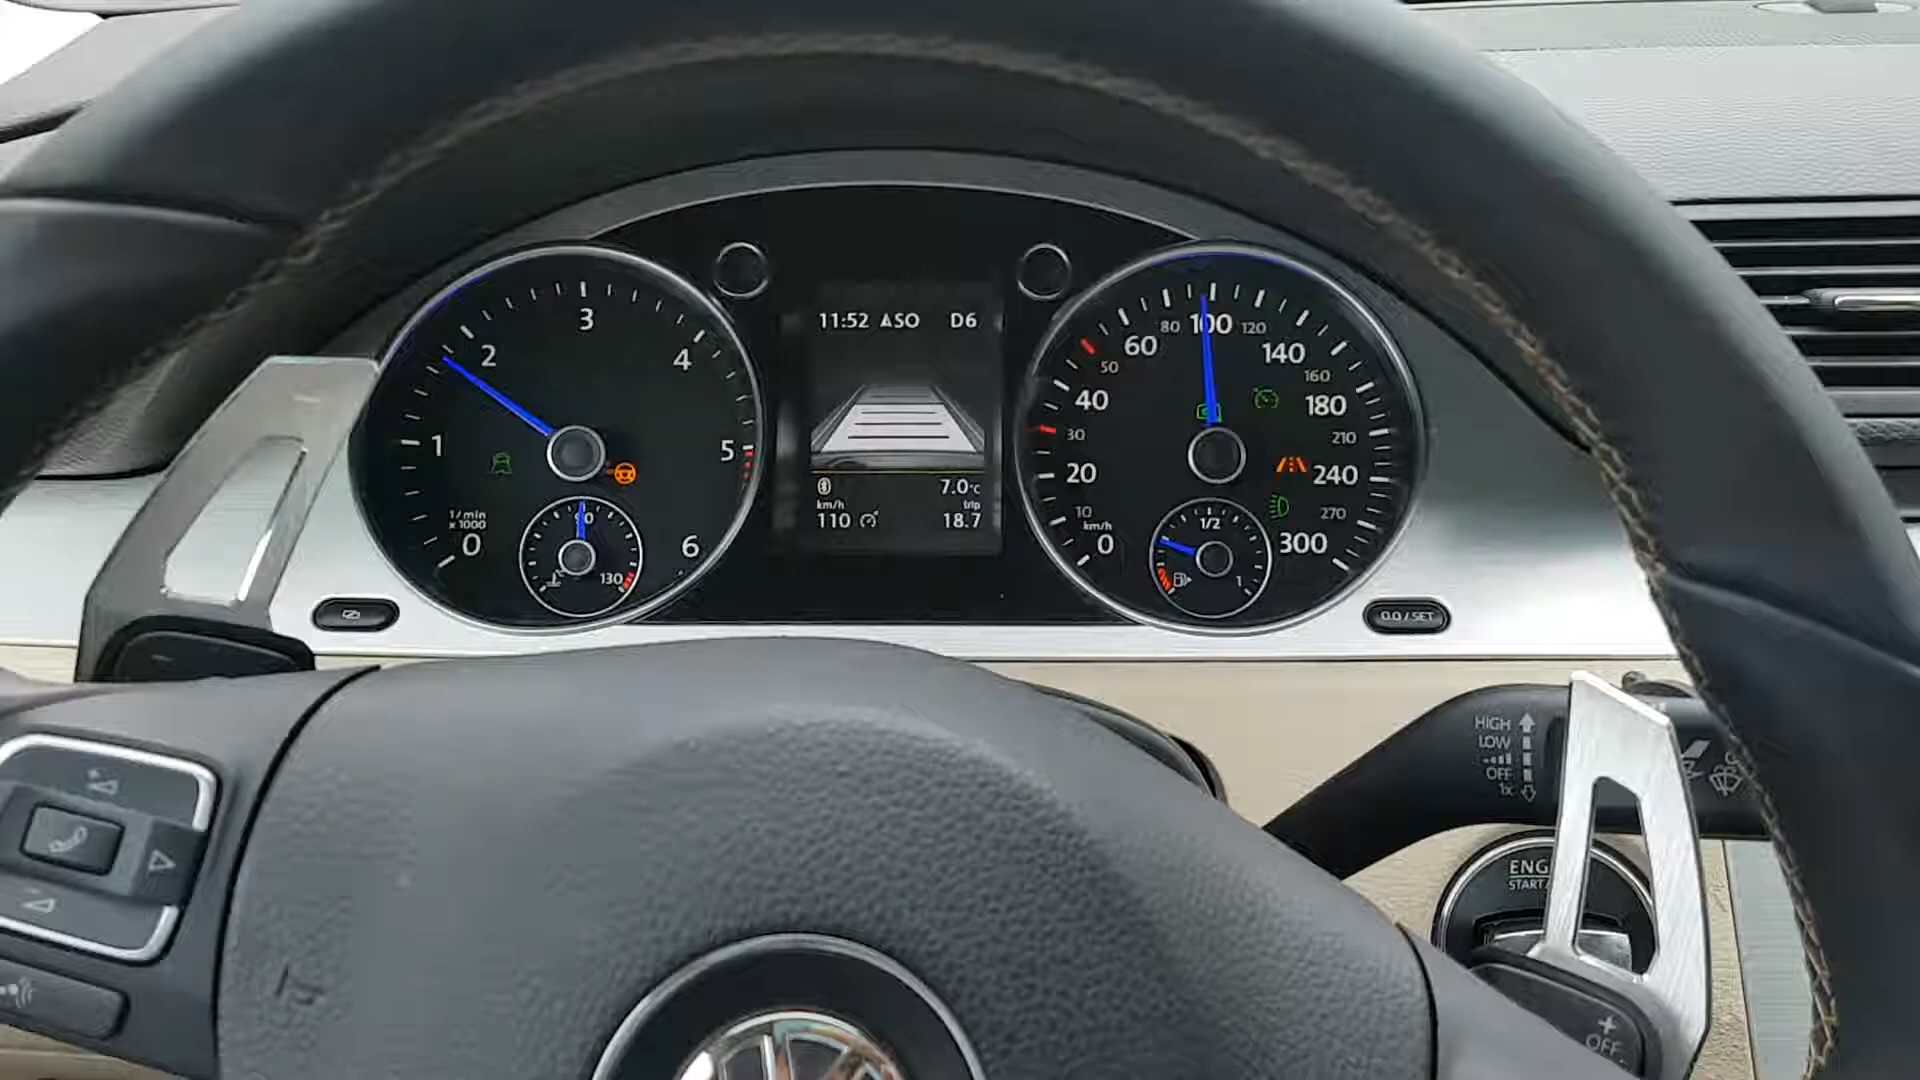 11:52 ASO D6
7.0°C
km/h trip
110 18.7
1/min
x 1000
0 1 2 3 4 5 6
90
130
0 10 20 30 40 50 60 80 100 120 140 160 180 210 240 270 300
km/h
1/2
1
0.0 / SET
HIGH
LOW
OFF
1x
ENG
START
+
OFF